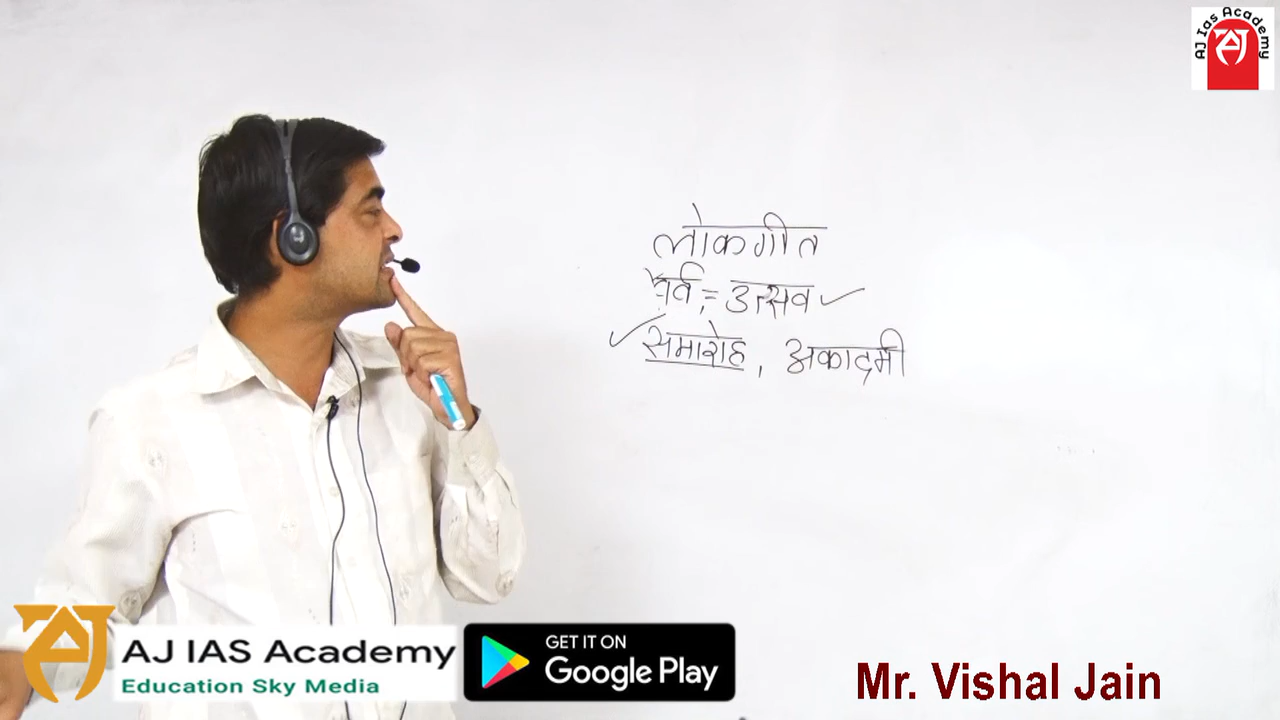 AJ Ias Academy
लोकगीत
पर्व, = उत्सव ✓
✓ समारोह, अकादमी
AJ IAS Academy
Education Sky Media
GET IT ON
Google Play
Mr. Vishal Jain